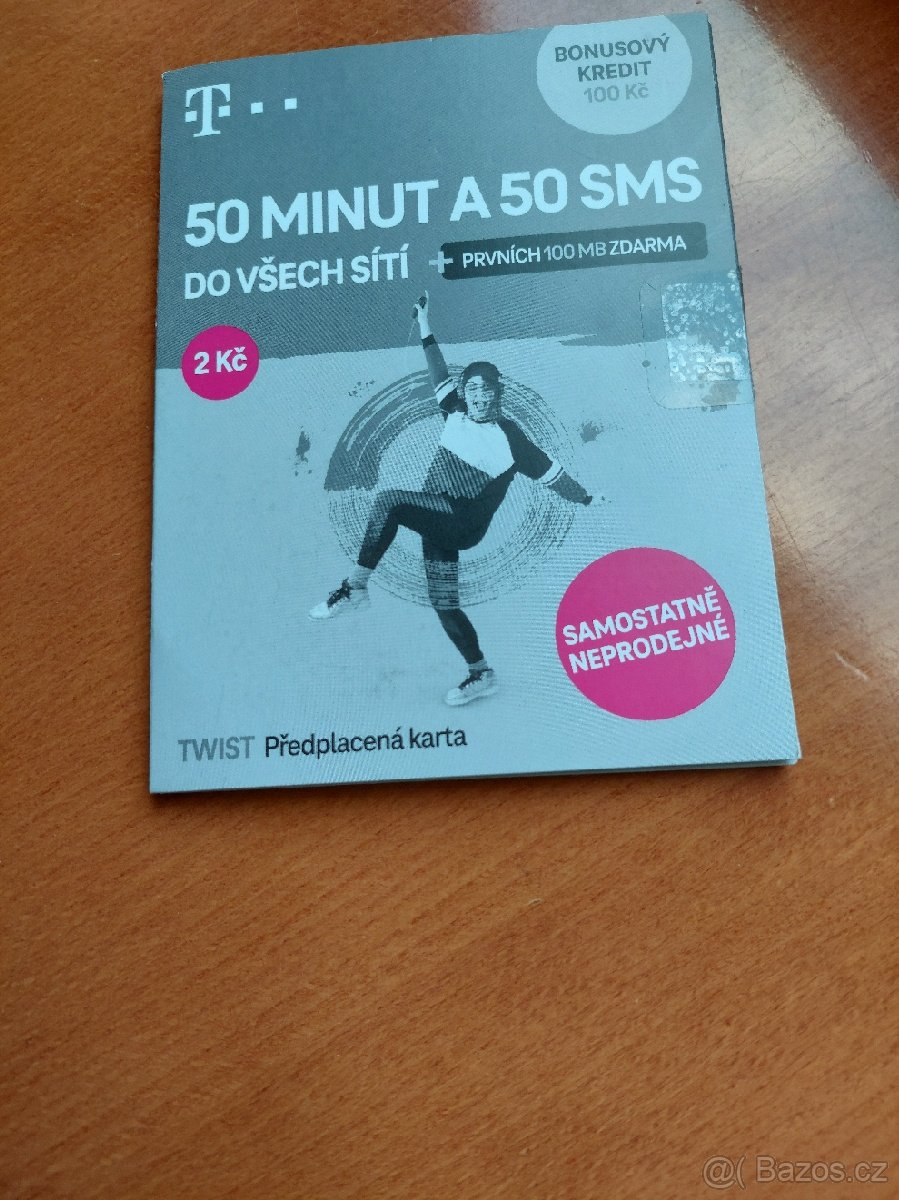 BONUSOVÝ
KREDIT
100 Kč
T
50 MINUT A 50 SMS
DO VŠECH SÍTÍ + PRVNÍCH 100 MB ZDARMA
2 Kč
SAMOSTATNĚ
NEPRODEJNÉ
TWIST Předplacená karta
@( Bazos.cz